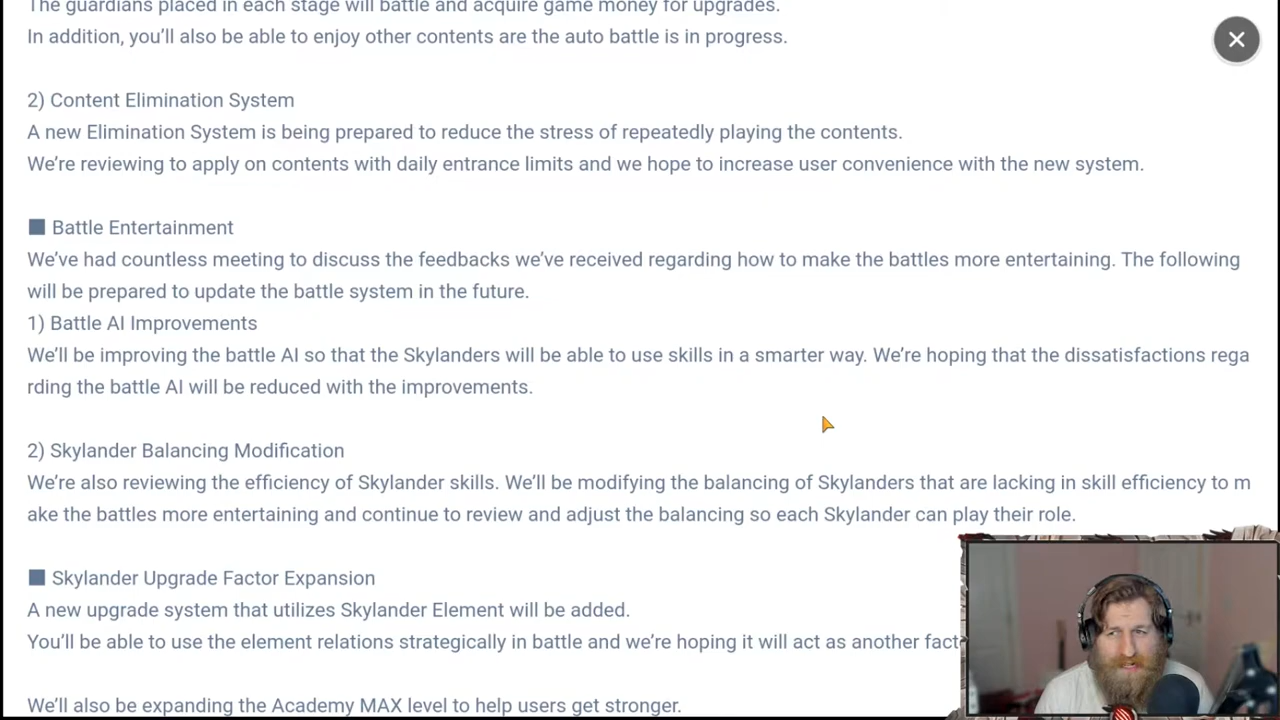 The guardians placed in each stage will battle and acquire game money for upgrades.
In addition, you'll also be able to enjoy other contents are the auto battle is in progress.
2) Content Elimination System
A new Elimination System is being prepared to reduce the stress of repeatedly playing the contents.
We're reviewing to apply on contents with daily entrance limits and we hope to increase user convenience with the new system.
■ Battle Entertainment
We've had countless meeting to discuss the feedbacks we've received regarding how to make the battles more entertaining. The following
will be prepared to update the battle system in the future.
1) Battle AI Improvements
We'll be improving the battle AI so that the Skylanders will be able to use skills in a smarter way. We're hoping that the dissatisfactions rega
rding the battle AI will be reduced with the improvements.
2) Skylander Balancing Modification
We're also reviewing the efficiency of Skylander skills. We'll be modifying the balancing of Skylanders that are lacking in skill efficiency to m
ake the battles more entertaining and continue to review and adjust the balancing so each Skylander can play their role.
■ Skylander Upgrade Factor Expansion
A new upgrade system that utilizes Skylander Element will be added.
You'll be able to use the element relations strategically in battle and we're hoping it will act as another fact
We'll also be expanding the Academy MAX level to help users get stronger.